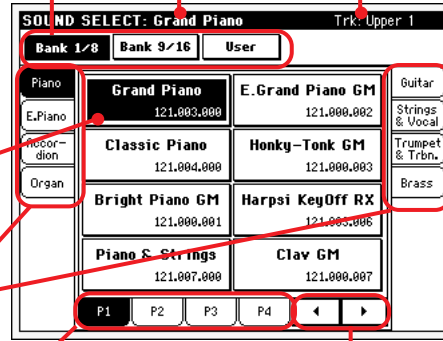 SOUND SELECT: Grand Piano Trk: Upper 1
Bank 1/8 Bank 9/16 User
Piano
E.Piano
Accor-
dion
Organ
Grand Piano
121.003.000
E.Grand Piano GM
121.000.002
Classic Piano
121.004.000
Honky-Tonk GM
121.000.003
Bright Piano GM
121.000.001
Harpsi KeyOff RX
121.003.006
Piano & Strings
121.007.000
Clav GM
121.000.007
Guitar
Strings
& Vocal
Trumpet
& Trbn.
Brass
P1 P2 P3 P4